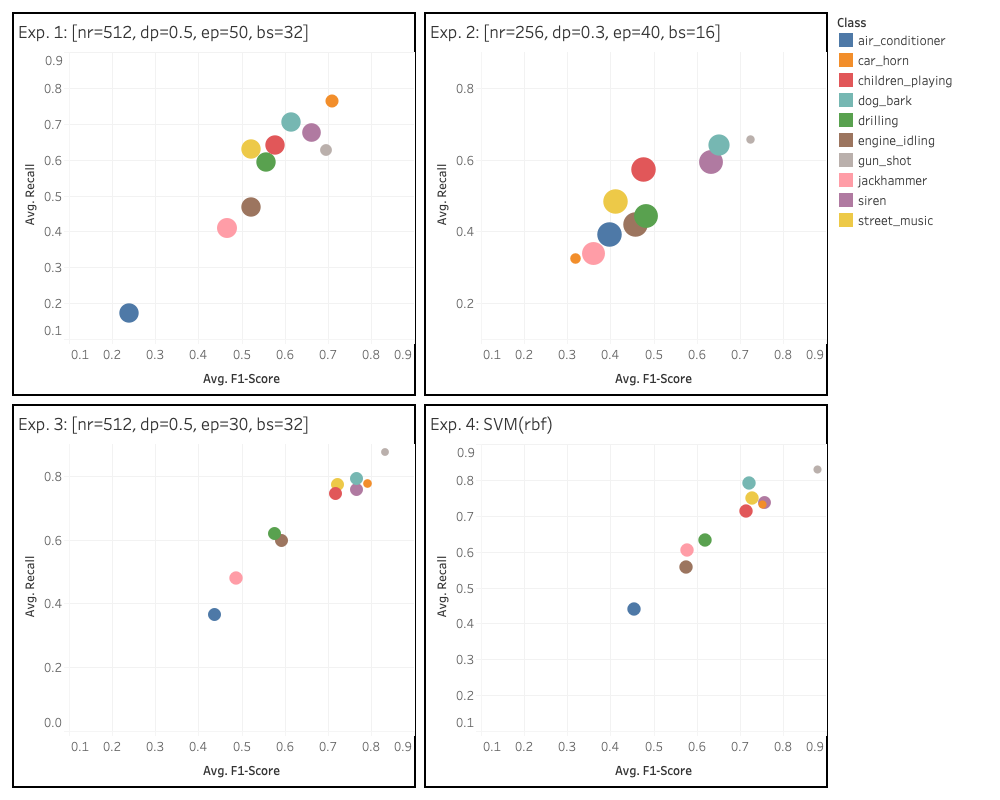 Exp. 1: [nr=512, dp=0.5, ep=50, bs=32]
0.9
0.8
0.7
0.6
0.5
0.4
0.3
0.2
0.1
Avg. Recall
0.1 0.2 0.3 0.4 0.5 0.6 0.7 0.8 0.9
Avg. F1-Score
Exp. 2: [nr=256, dp=0.3, ep=40, bs=16]
0.8
0.6
0.4
0.2
Avg. Recall
0.1 0.2 0.3 0.4 0.5 0.6 0.7 0.8 0.9
Avg. F1-Score
Class
air_conditioner
car_horn
children_playing
dog_bark
drilling
engine_idling
gun_shot
jackhammer
siren
street_music
Exp. 3: [nr=512, dp=0.5, ep=30, bs=32]
0.8
0.6
0.4
0.2
0.0
Avg. Recall
0.1 0.2 0.3 0.4 0.5 0.6 0.7 0.8 0.9
Avg. F1-Score
Exp. 4: SVM(rbf)
0.9
0.8
0.7
0.6
0.5
0.4
0.3
0.2
0.1
Avg. Recall
0.1 0.2 0.3 0.4 0.5 0.6 0.7 0.8 0.9
Avg. F1-Score